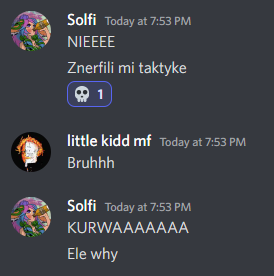 Solfi Today at 7:53 PM
NIEEEE
Znerfili mi taktyke
💀 1
little kidd mf Today at 7:53 PM
Bruhhh
Solfi Today at 7:53 PM
KURWAAAAAAA
Ele why